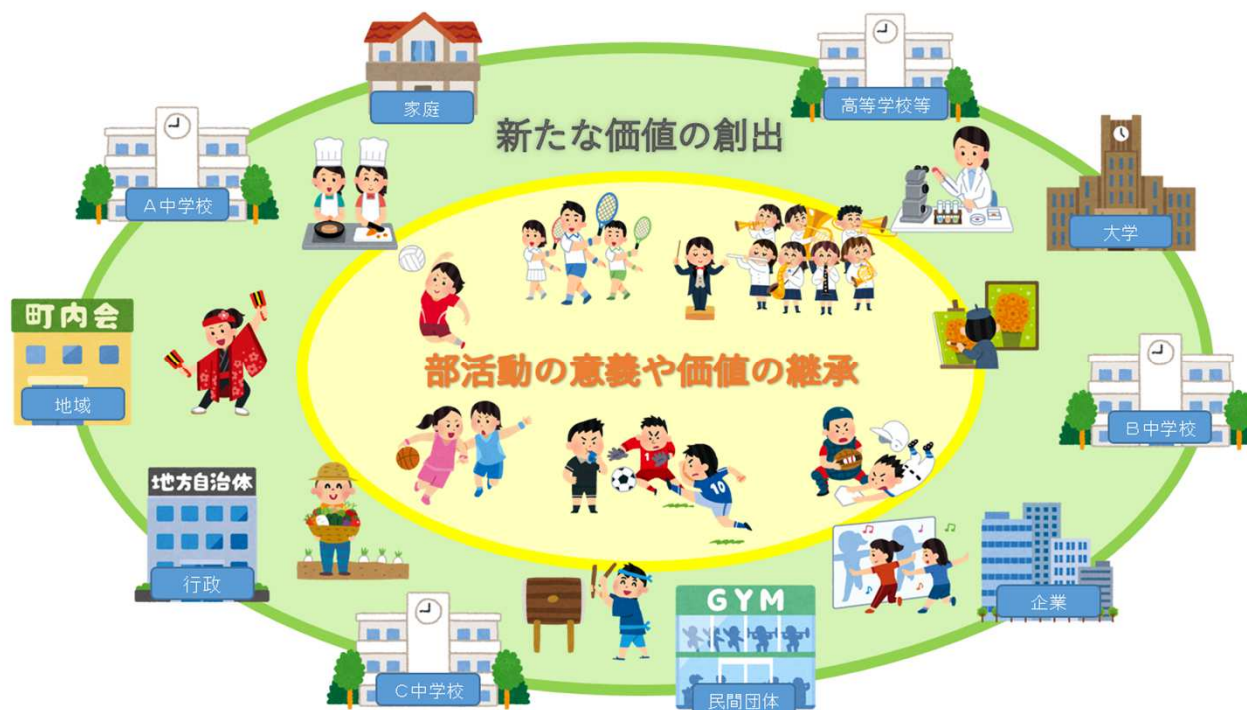 家庭
高等学校等
新たな価値の創出
A中学校
大学
町内会
地域
部活動の意義や価値の継承
B中学校
地方自治体
行政
企業
GYM
C中学校
民間団体
1
10